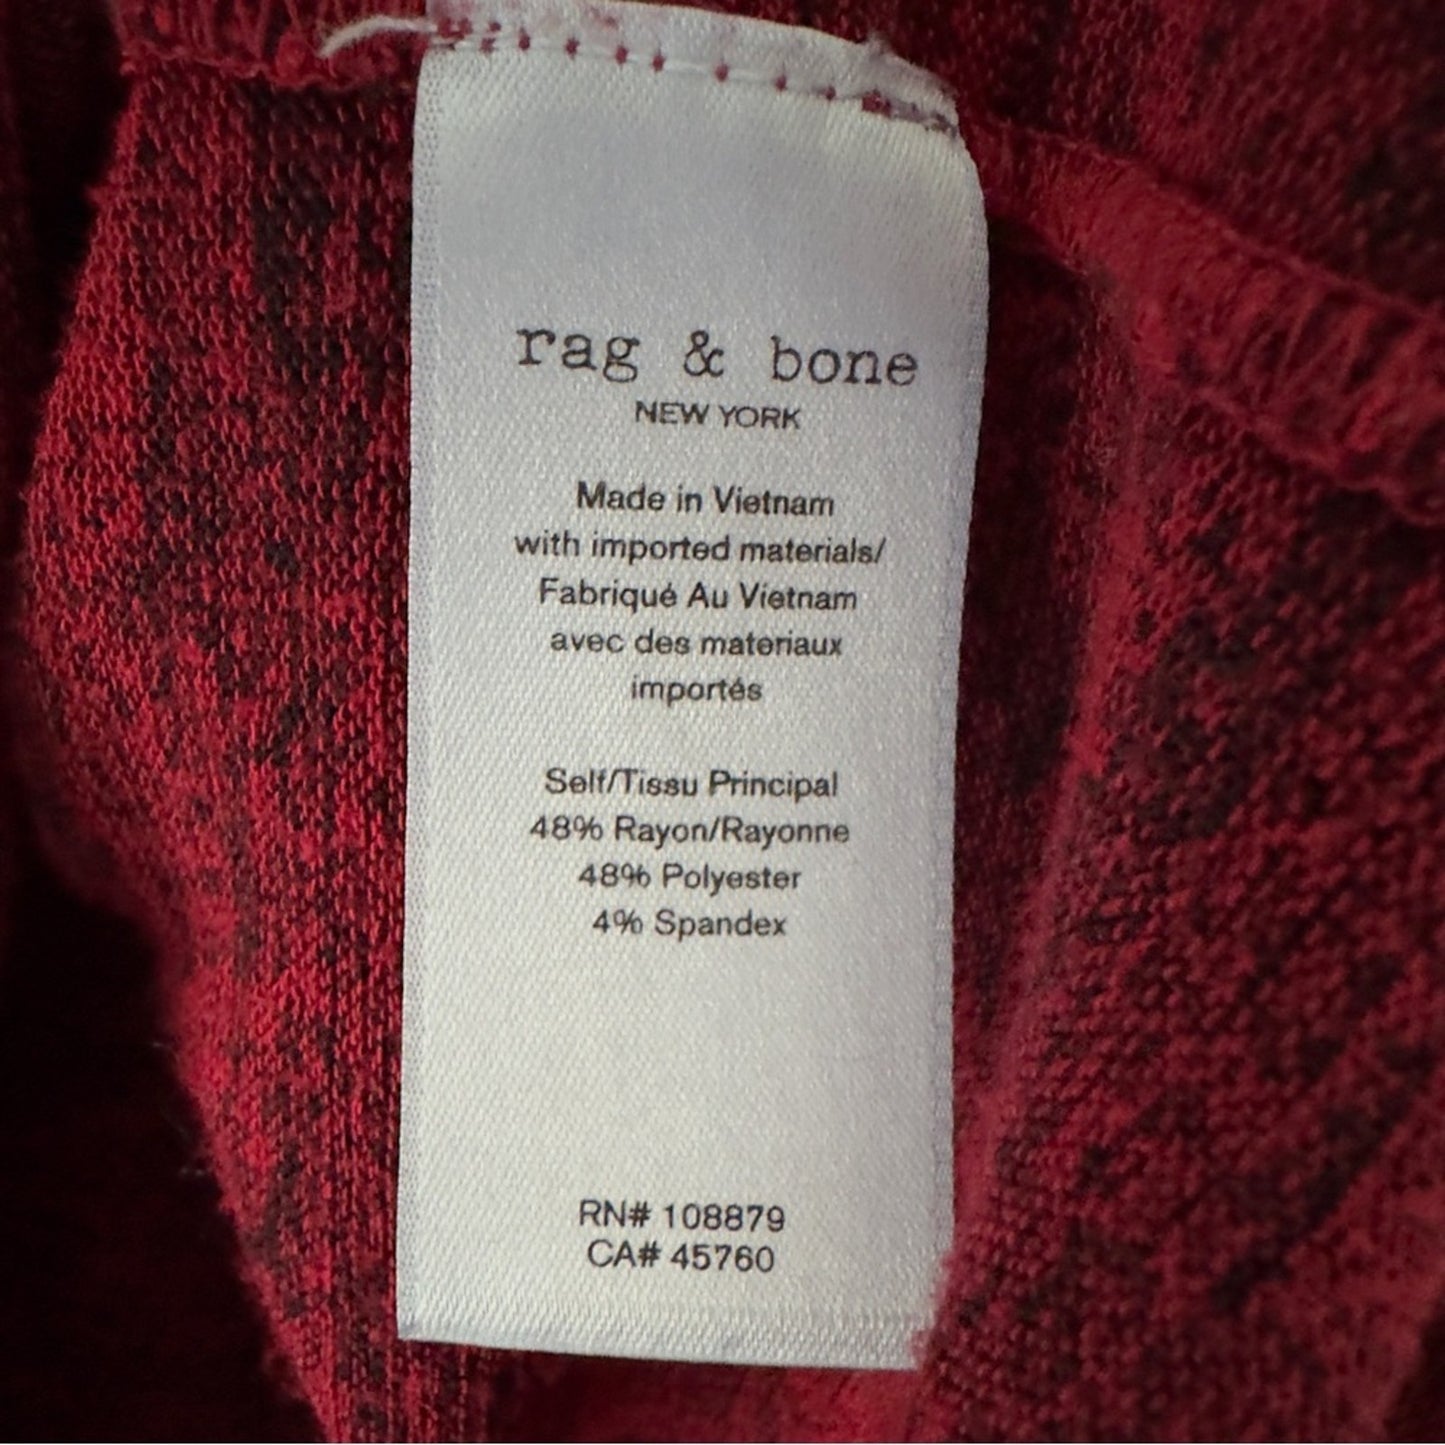 rag & bone
NEW YORK
Made in Vietnam
with imported materials/
Fabriqué Au Vietnam
avec des materiaux
importés
Self/Tissu Principal
48% Rayon/Rayonne
48% Polyester
4% Spandex
RN# 108879
CA# 45760